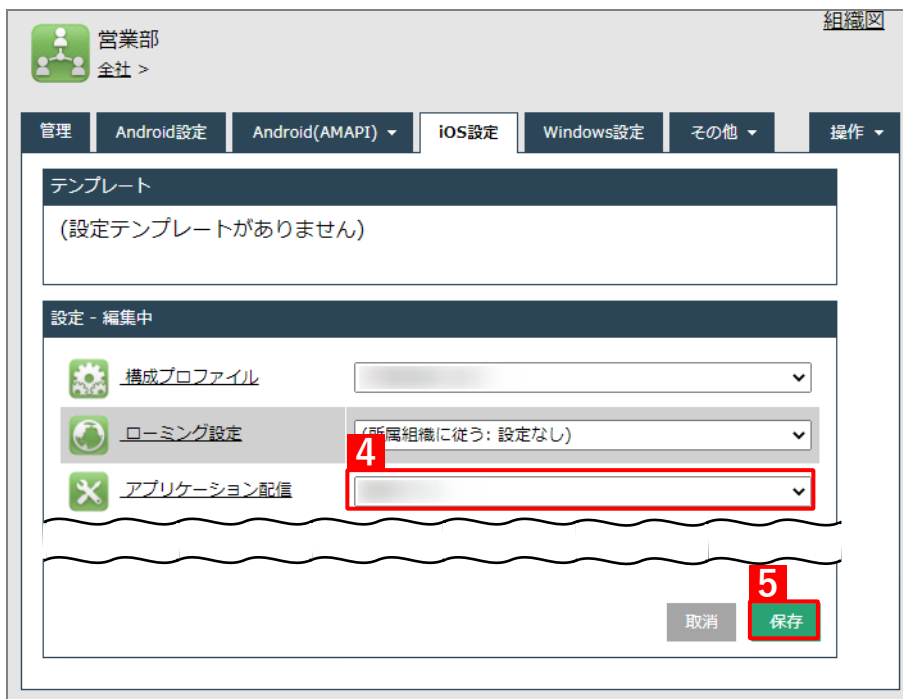 組織図
営業部
全社 >
管理 Android設定 Android(AMAPI) iOS設定 Windows設定 その他 操作
テンプレート
(設定テンプレートがありません)
設定 - 編集中
構成プロファイル
ローミング設定 (所属組織に従う: 設定なし)
4
アプリケーション配信
5
取消 保存